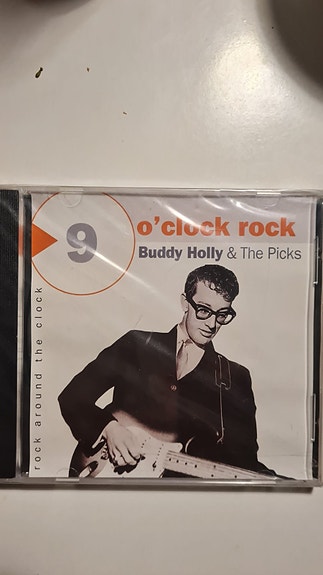 9
o'clock rock
Buddy Holly & The Picks
rock around the clock